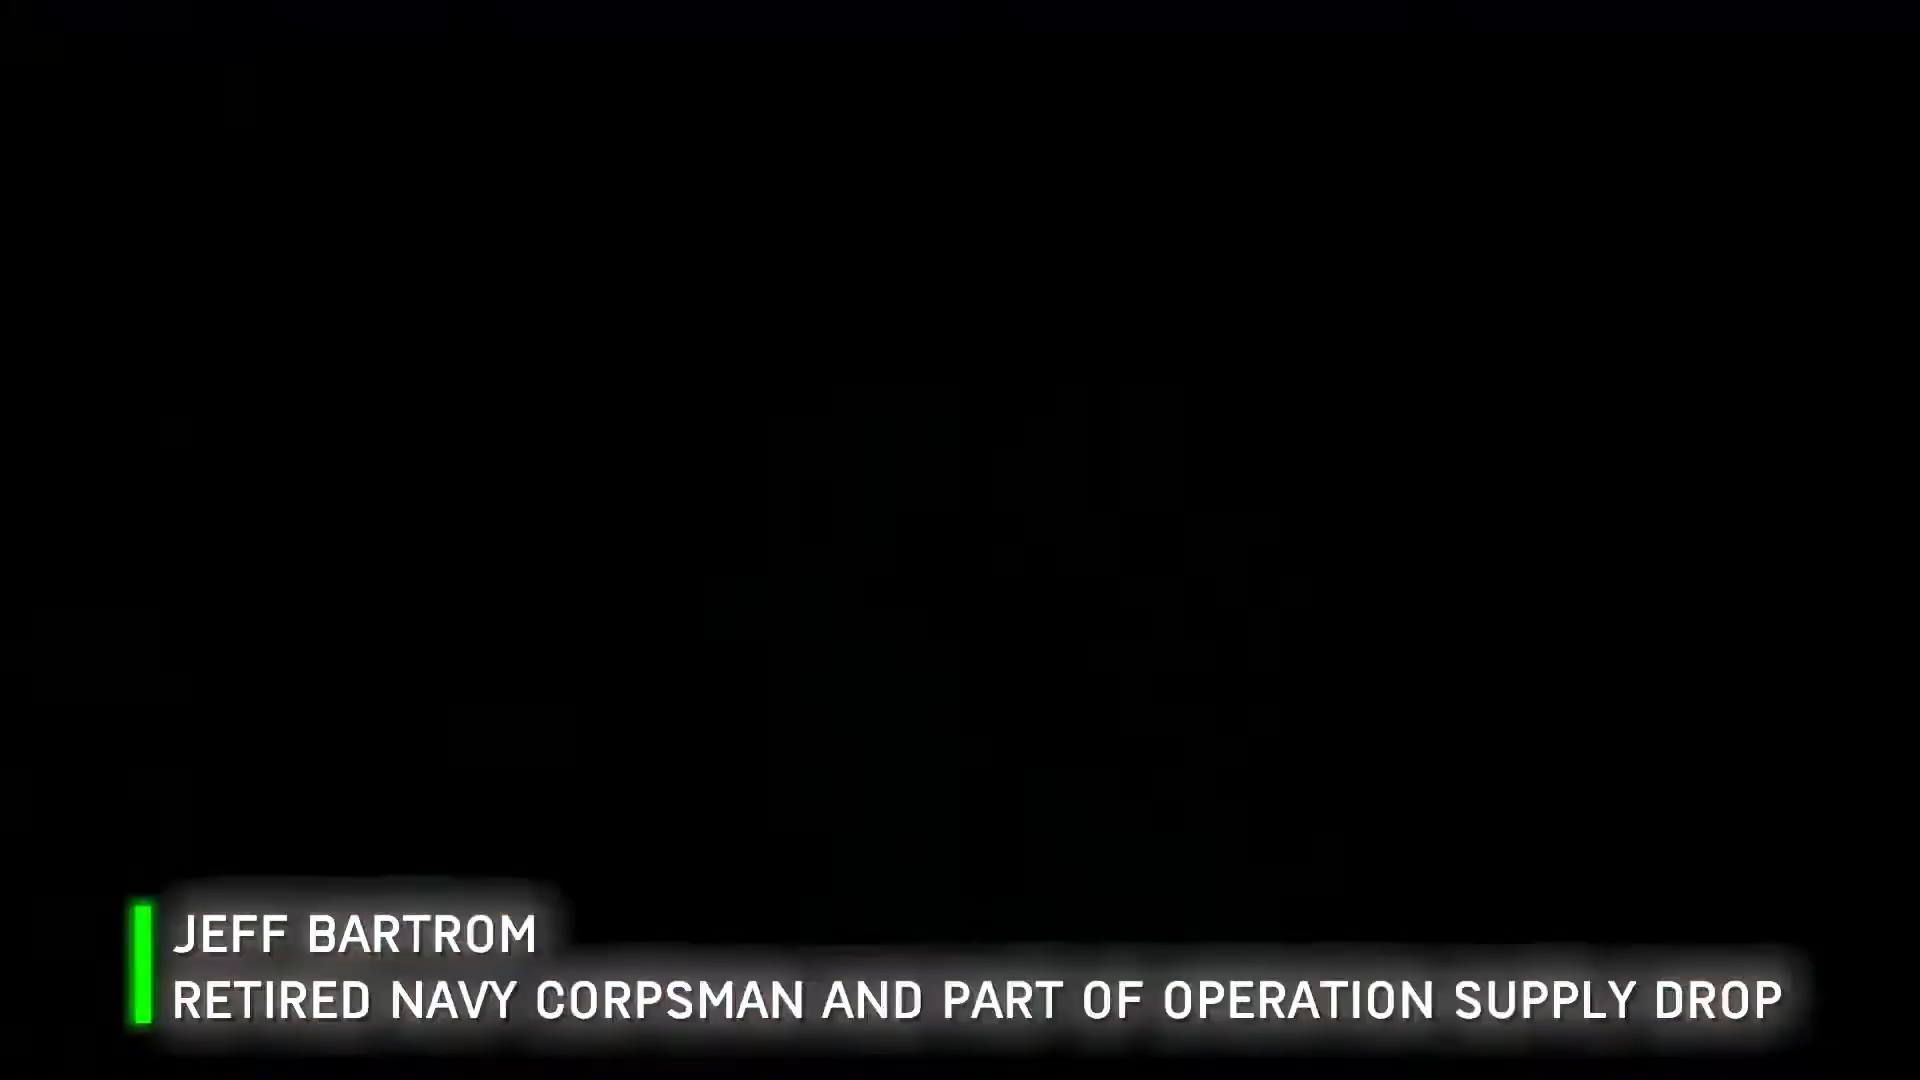 JEFF BARTROM
RETIRED NAVY CORPSMAN AND PART OF OPERATION SUPPLY DROP